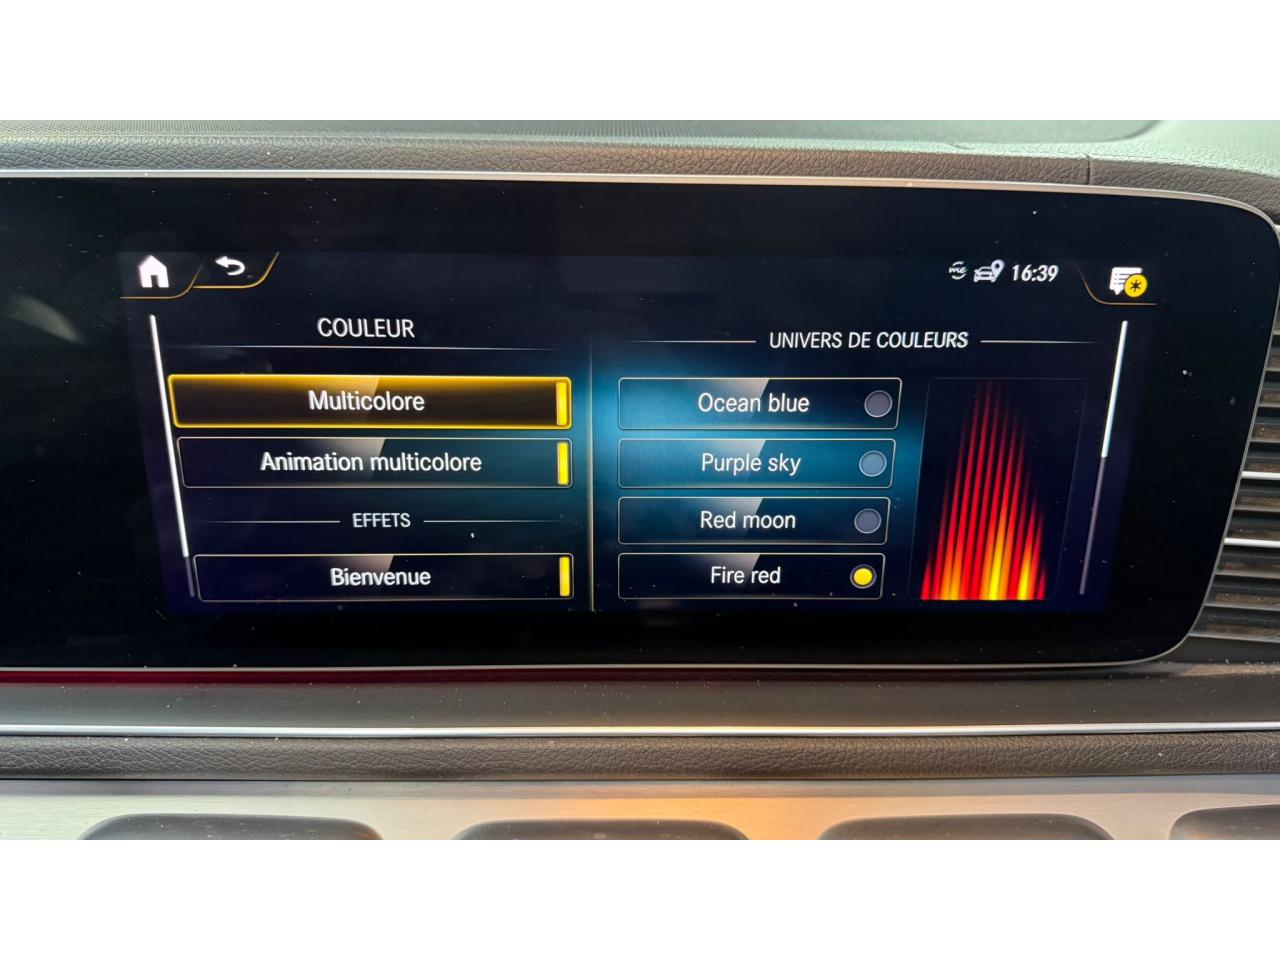 me 16:39
COULEUR
Multicolore
Animation multicolore
EFFETS
Bienvenue
UNIVERS DE COULEURS
Ocean blue
Purple sky
Red moon
Fire red